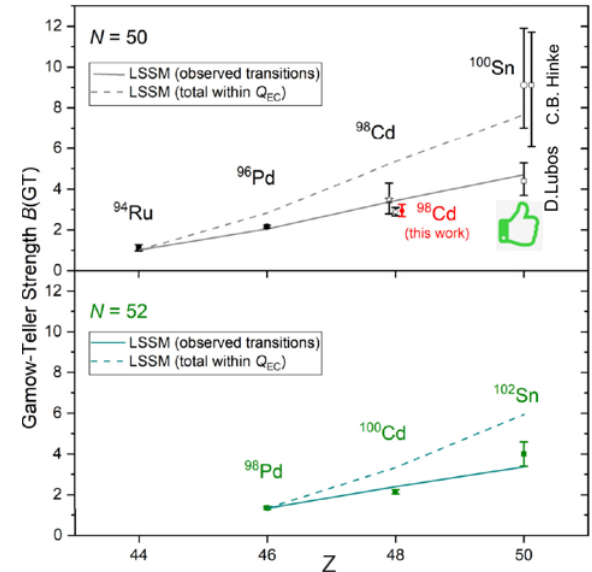 Gamow-Teller Strength B(GT)
12
10
8
6
4
2
0
N = 50
LSSM (observed transitions)
LSSM (total within Q_EC)
⁹⁴Ru
⁹⁶Pd
⁹⁸Cd
¹⁰⁰Sn
C.B. Hinke
D.Lubos
⁹⁸Cd
(this work)
12
10
8
6
4
2
0
N = 52
LSSM (observed transitions)
LSSM (total within Q_EC)
⁹⁸Pd
¹⁰⁰Cd
¹⁰²Sn
44
46
48
50
Z